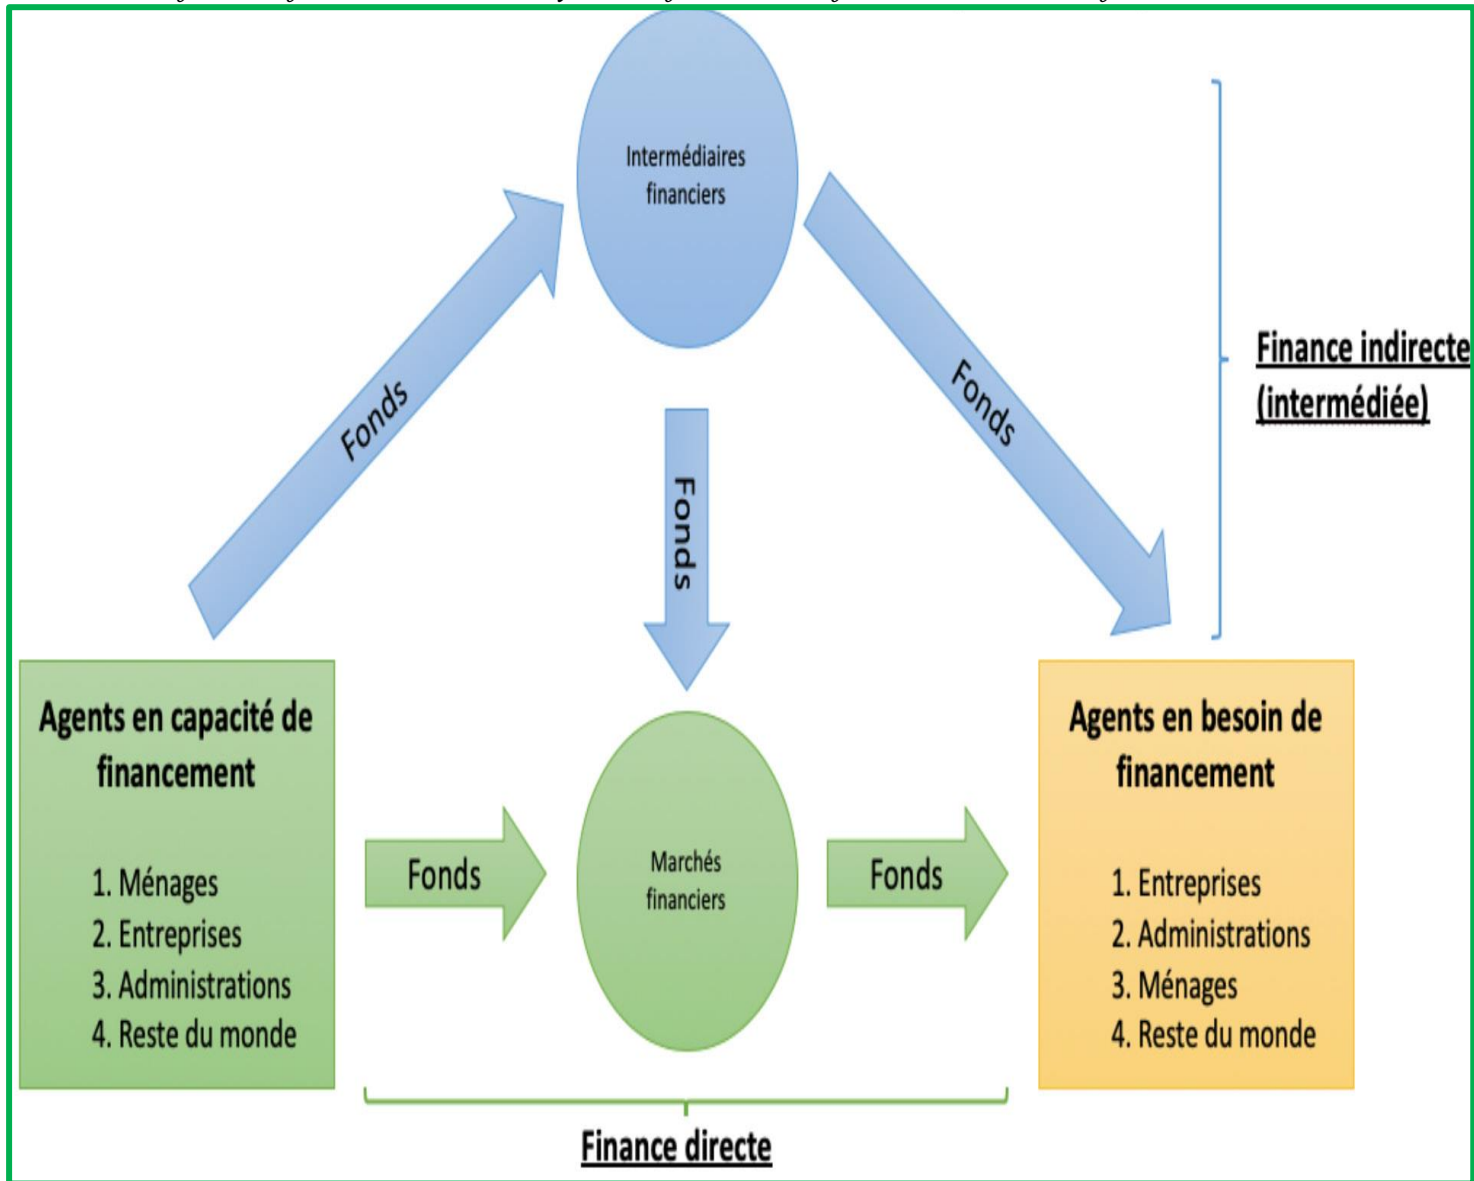 Intermédiaires
financiers
Fonds
Fonds
Fonds
Finance indirecte
(intermédiée)
Agents en capacité de
financement
1. Ménages
2. Entreprises
3. Administrations
4. Reste du monde
Fonds
Marchés
financiers
Fonds
Agents en besoin de
financement
1. Entreprises
2. Administrations
3. Ménages
4. Reste du monde
Finance directe